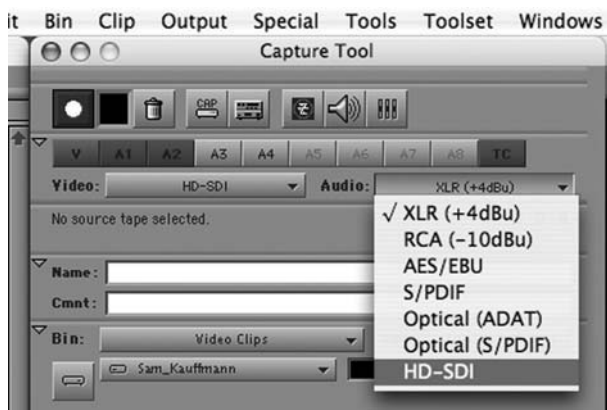 it Bin Clip Output Special Tools Toolset Windows
Capture Tool
CAP
V A1 A2 A3 A4 A5 A6 A7 A8 TC
Video: HD-SDI Audio: XLR (+4dBu)
No source tape selected.
√ XLR (+4dBu)
RCA (-10dBu)
AES/EBU
S/PDIF
Optical (ADAT)
Optical (S/PDIF)
HD-SDI
Name:
Cmnt:
Bin: Video Clips
Sam_Kauffmann